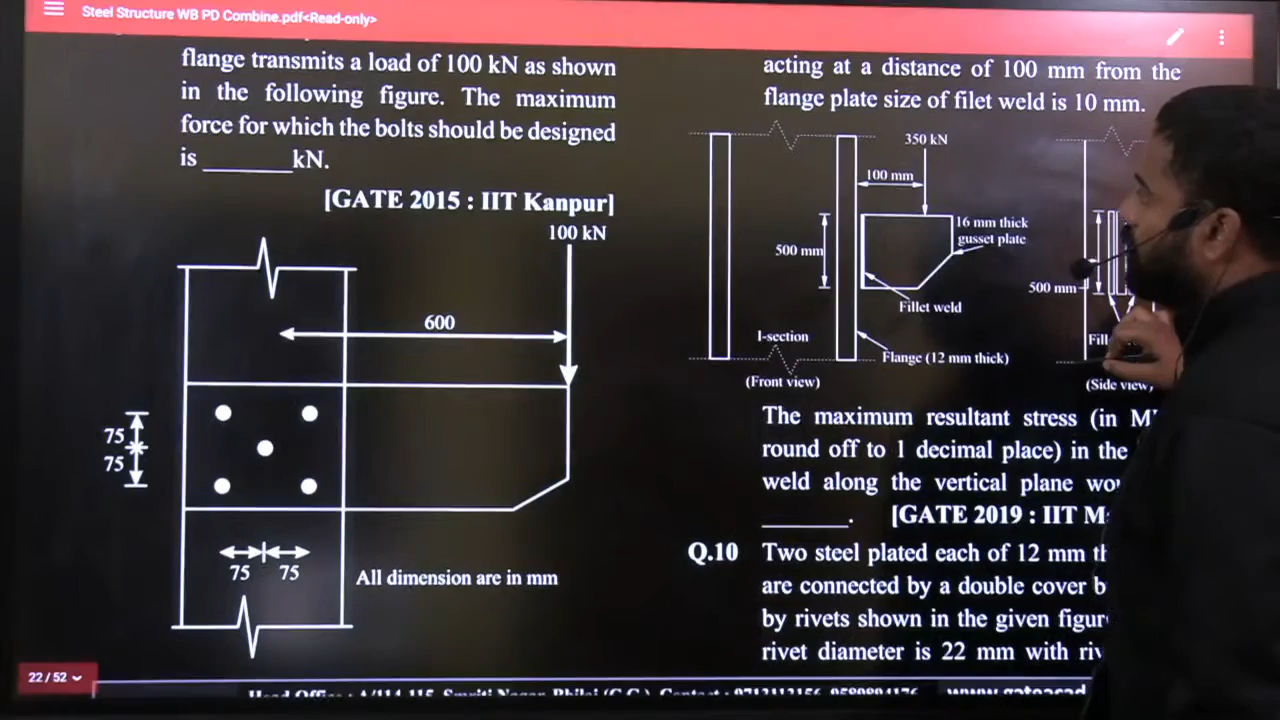 Steel Structure WB PD Combine.pdf<Read-only>
flange transmits a load of 100 kN as shown
in the following figure. The maximum
force for which the bolts should be designed
is ______kN.
[GATE 2015 : IIT Kanpur]
100 kN
600
75
75
75 75
All dimension are in mm
22/52
acting at a distance of 100 mm from the
flange plate size of filet weld is 10 mm.
350 kN
100 mm
16 mm thick
gusset plate
500 mm
Fillet weld
I-section
Flange (12 mm thick)
(Front view)
500 mm
Fill
(Side view)
The maximum resultant stress (in M
round off to 1 decimal place) in the
weld along the vertical plane wo
______. [GATE 2019 : IIT M
Q.10 Two steel plated each of 12 mm th
are connected by a double cover b
by rivets shown in the given figur
rivet diameter is 22 mm with riv